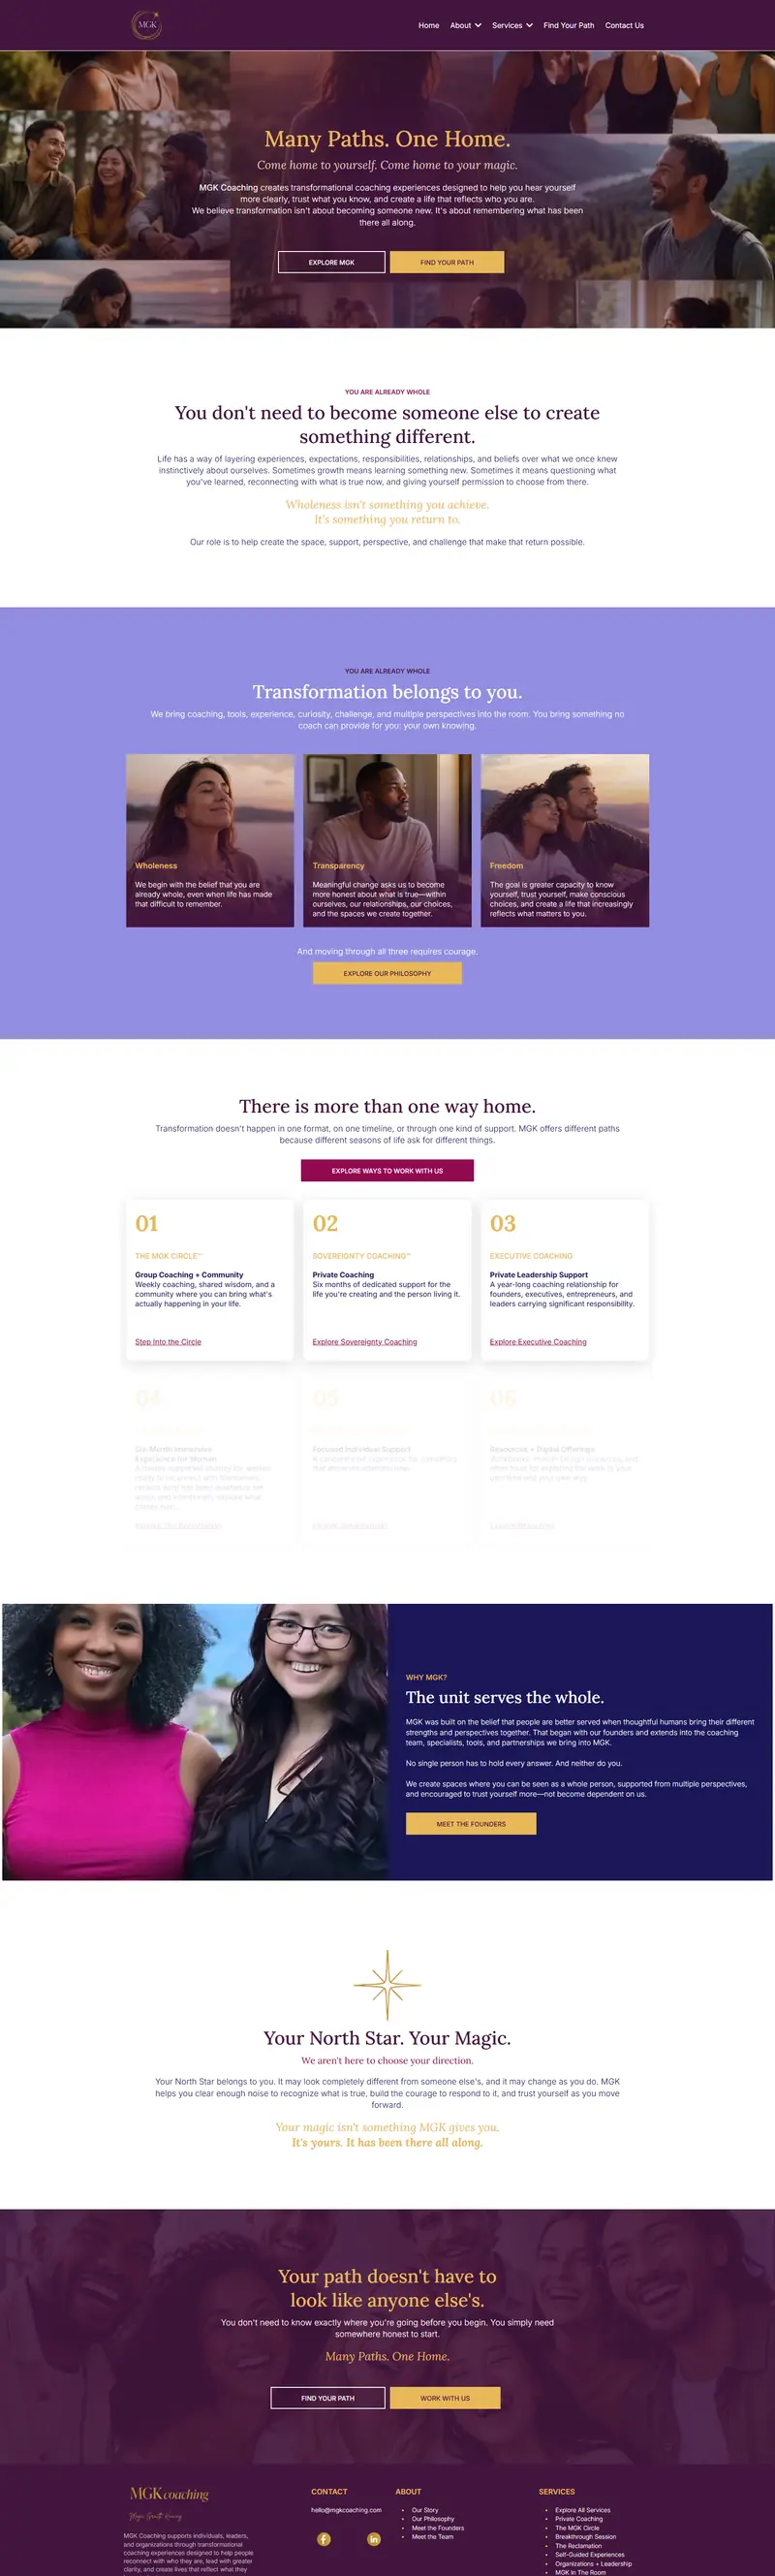 MGK
Home About Services Find Your Path Contact Us
Many Paths. One Home.
Come home to yourself. Come home to your magic.
MGK Coaching creates transformational coaching experiences designed to help you hear yourself
more clearly, trust what you know, and create a life that reflects who you are.
We believe transformation isn't about becoming someone new. It's about remembering what has been
there all along.
EXPLORE MGK FIND YOUR PATH
YOU ARE ALREADY WHOLE
You don't need to become someone else to create
something different.
Life has a way of layering experiences, expectations, responsibilities, relationships, and beliefs over what we once knew
instinctively about ourselves. Sometimes growth means learning something new. Sometimes it means questioning what
you've learned, reconnecting with what is true now, and giving yourself permission to choose from there.
Wholeness isn't something you achieve.
It's something you return to.
Our role is to help create the space, support, perspective, and challenge that make that return possible.
YOU ARE ALREADY WHOLE
Transformation belongs to you.
We bring coaching, tools, experience, curiosity, challenge, and multiple perspectives into the room. You bring something no
coach can provide for you: your own knowing.
Wholeness
We begin with the belief that you are
already whole, even when life has made
that difficult to remember.
Transparency
Meaningful change asks us to become
more honest about what is true—within
ourselves, our relationships, our choices,
and the spaces we create together.
Freedom
The goal is greater capacity to know
yourself, trust yourself, make conscious
choices, and create a life that increasingly
reflects what matters to you.
And moving through all three requires courage.
EXPLORE OUR PHILOSOPHY
There is more than one way home.
Transformation doesn't happen in one format, on one timeline, or through one kind of support. MGK offers different paths
because different seasons of life ask for different things.
EXPLORE WAYS TO WORK WITH US
01
THE MGK CIRCLE™
Group Coaching + Community
Weekly coaching, shared wisdom, and a
community where you can bring what's
actually happening in your life.
Step Into the Circle
02
SOVEREIGNTY COACHING™
Private Coaching
Six months of dedicated support for the
life you're creating and the person living it.
Explore Sovereignty Coaching
03
EXECUTIVE COACHING
Private Leadership Support
A year-long coaching relationship for
founders, executives, entrepreneurs, and
leaders carrying significant responsibility.
Explore Executive Coaching
04
Six-Month Immersive
Experience for Women
05
Focused Individual Support
06
Resources + Digital Offerings
WHY MGK?
The unit serves the whole.
MGK was built on the belief that people are better served when thoughtful humans bring their different
strengths and perspectives together. That began with our founders and extends into the coaching
team, specialists, tools, and partnerships we bring into MGK.
No single person has to hold every answer. And neither do you.
We create spaces where you can be seen as a whole person, supported from multiple perspectives,
and encouraged to trust yourself more—not become dependent on us.
MEET THE FOUNDERS
Your North Star. Your Magic.
We aren't here to choose your direction.
Your North Star belongs to you. It may look completely different from someone else's, and it may change as you do. MGK
helps you clear enough noise to recognize what is true, build the courage to respond to it, and trust yourself as you move
forward.
Your magic isn't something MGK gives you.
It's yours. It has been there all along.
Your path doesn't have to
look like anyone else's.
You don't need to know exactly where you're going before you begin. You simply need
somewhere honest to start.
Many Paths. One Home.
FIND YOUR PATH WORK WITH US
MGK coaching
MGK Coaching supports individuals, leaders,
and organizations through transformational
coaching experiences designed to help people
reconnect with who they are, lead with greater
clarity, and create lives that reflect what they
CONTACT
hello@mgkcoaching.com
ABOUT
Our Story
Our Philosophy
Meet the Founders
Meet the Team
SERVICES
Explore All Services
Private Coaching
The MGK Circle
Breakthrough Session
The Reclamation
Self-Guided Experiences
Organizations + Leadership
MGK In The Room